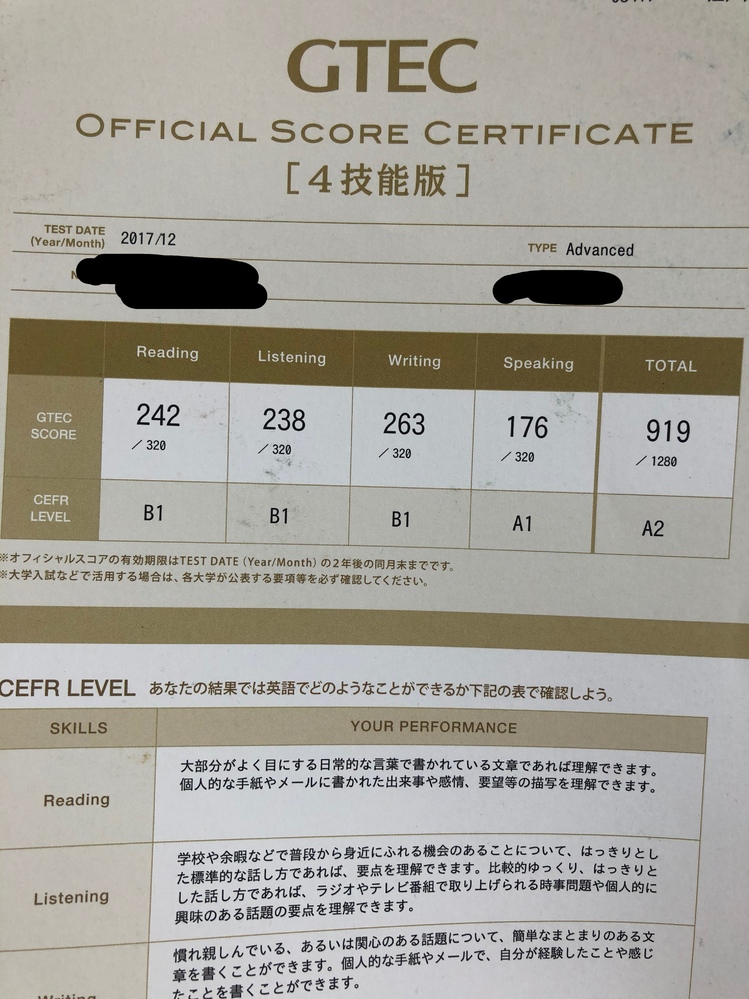 GTEC
OFFICIAL SCORE CERTIFICATE
[4技能版]
TEST DATE
(Year/Month) 2017/12
TYPE Advanced
Reading Listening Writing Speaking TOTAL
GTEC
SCORE
242 238 263 176 919
/ 320 / 320 / 320 / 320 / 1280
CEFR
LEVEL
B1 B1 B1 A1 A2
※オフィシャルスコアの有効期限はTEST DATE(Year/Month)の2年後の同月末までです。
※大学入試などで活用する場合は、各大学が公表する要項等を必ず確認してください。
CEFR LEVEL あなたの結果では英語でどのようなことができるか下記の表で確認しよう。
SKILLS YOUR PERFORMANCE
Reading
大部分がよく目にする日常的な言葉で書かれている文章であれば理解できます。
個人的な手紙やメールに書かれた出来事や感情、要望等の描写を理解できます。
Listening
学校や余暇などで普段から身近にふれる機会のあることについて、はっきりとし
た標準的な話し方であれば、要点を理解できます。比較的ゆっくり、はっきりと
した話し方であれば、ラジオやテレビ番組で取り上げられる時事問題や個人的に
興味のある話題の要点を理解できます。
Writing
慣れ親しんでいる、あるいは関心のある話題について、簡単なまとまりのある文
章を書くことができます。個人的な手紙やメールで、自分が経験したことや感じ
たことを書くことができます。